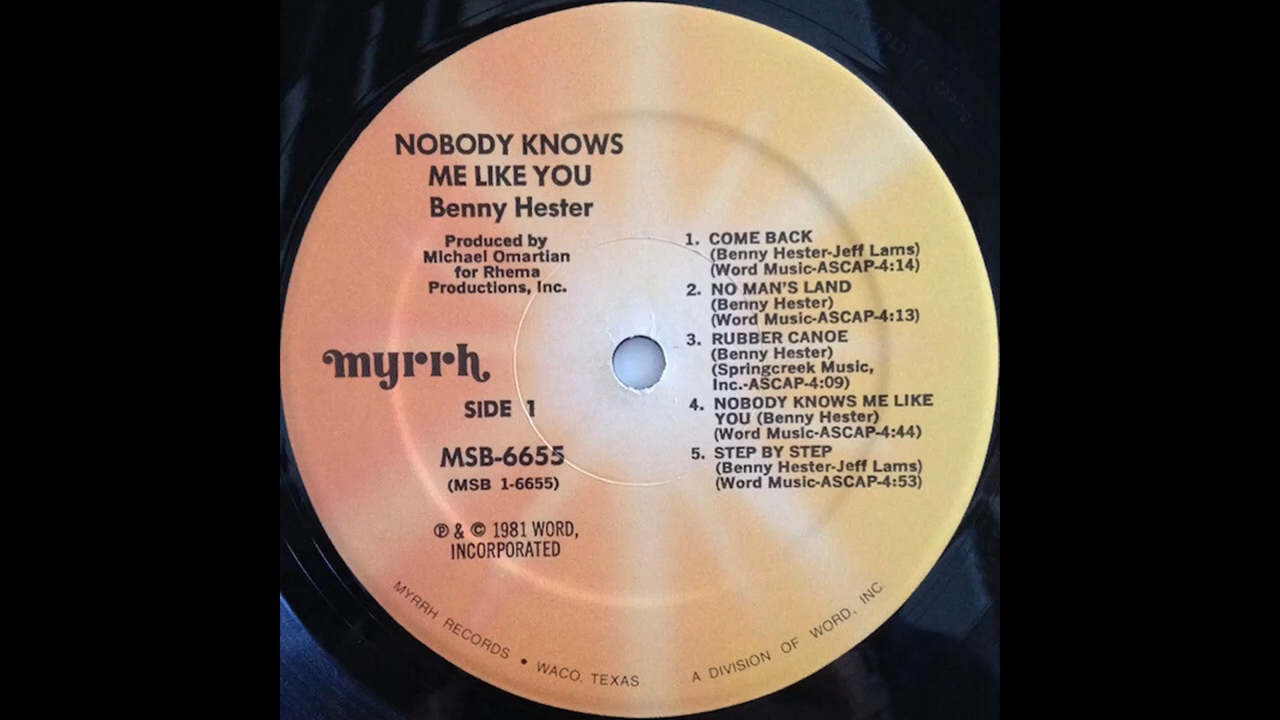 NOBODY KNOWS
ME LIKE YOU
Benny Hester
Produced by
Michael Omartian
for Rhema
Productions, Inc.
myrrh
SIDE 1
MSB-6655
(MSB 1-6655)
℗ & © 1981 WORD,
INCORPORATED
1. COME BACK
(Benny Hester-Jeff Lams)
(Word Music-ASCAP-4:14)
2. NO MAN'S LAND
(Benny Hester)
(Word Music-ASCAP-4:13)
3. RUBBER CANOE
(Benny Hester)
(Springcreek Music,
Inc.-ASCAP-4:09)
4. NOBODY KNOWS ME LIKE
YOU (Benny Hester)
(Word Music-ASCAP-4:44)
5. STEP BY STEP
(Benny Hester-Jeff Lams)
(Word Music-ASCAP-4:53)
MYRRH RECORDS • WACO, TEXAS A DIVISION OF WORD, INC.